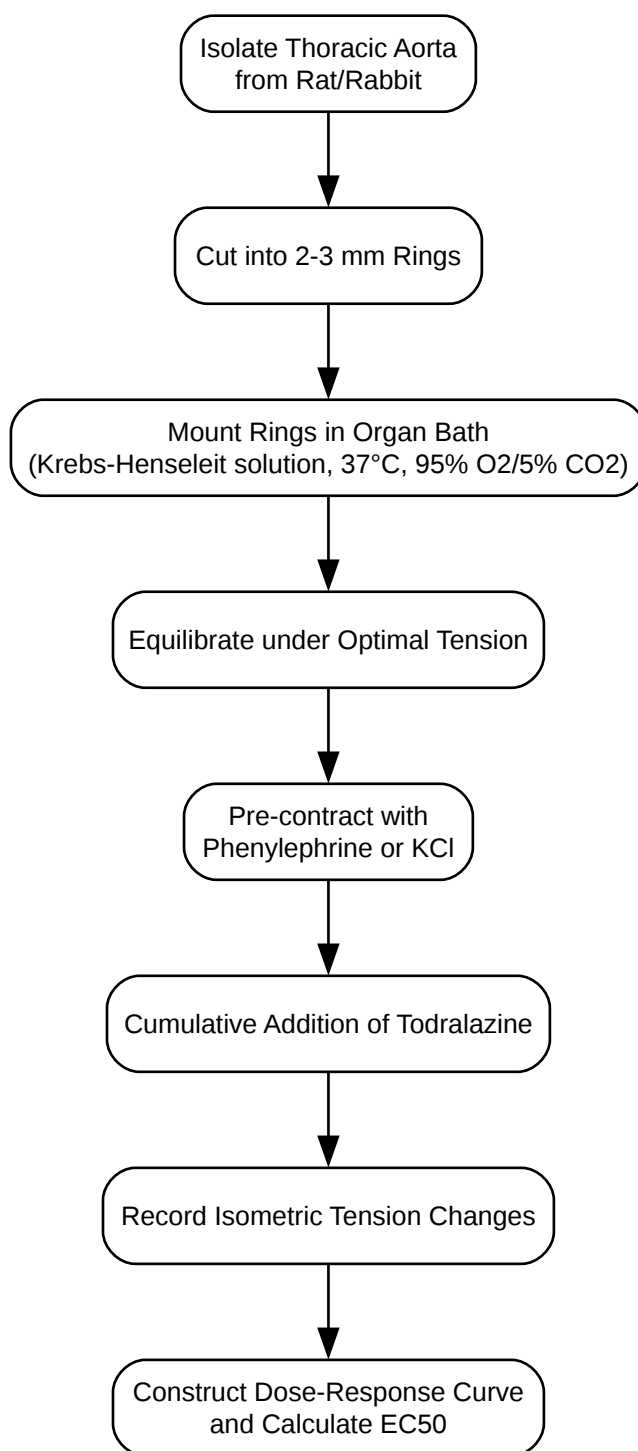 Isolate Thoracic Aorta
from Rat/Rabbit
Cut into 2-3 mm Rings
Mount Rings in Organ Bath
(Krebs-Henseleit solution, 37°C, 95% O2/5% CO2)
Equilibrate under Optimal Tension
Pre-contract with
Phenylephrine or KCl
Cumulative Addition of Todralazine
Record Isometric Tension Changes
Construct Dose-Response Curve
and Calculate EC50